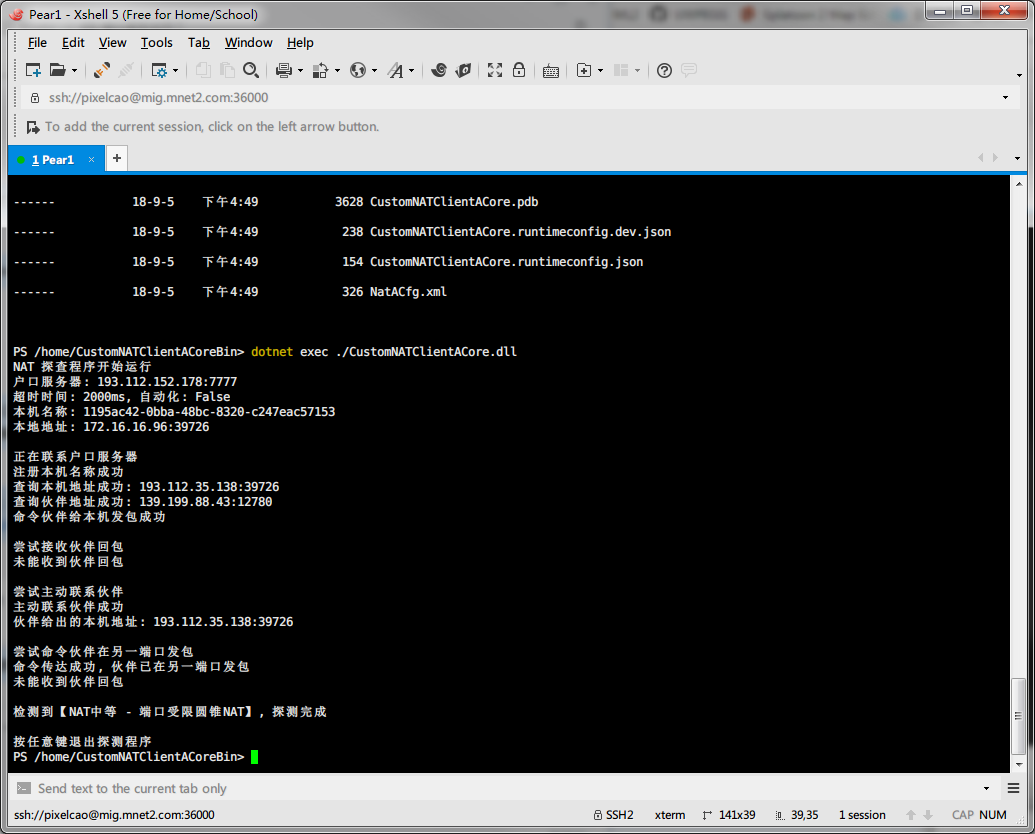 Pear1 - Xshell 5 (Free for Home/School)
File Edit View Tools Tab Window Help
ssh://pixelcao@mig.mnet2.com:36000
To add the current session, click on the left arrow button.
1 Pear1 × +
------ 18-9-5 下午4:49 3628 CustomNATClientACore.pdb
------ 18-9-5 下午4:49 238 CustomNATClientACore.runtimeconfig.dev.json
------ 18-9-5 下午4:49 154 CustomNATClientACore.runtimeconfig.json
------ 18-9-5 下午4:49 326 NatACfg.xml
PS /home/CustomNATClientACoreBin> dotnet exec ./CustomNATClientACore.dll
NAT 探查程序开始运行
户口服务器: 193.112.152.178:7777
超时时间: 2000ms, 自动化: False
本机名称: 1195ac42-0bba-48bc-8320-c247eac57153
本地地址: 172.16.16.96:39726
正在联系户口服务器
注册本机名称成功
查询本机地址成功: 193.112.35.138:39726
查询伙伴地址成功: 139.199.88.43:12780
命令伙伴给本机发包成功
尝试接收伙伴回包
未能收到伙伴回包
尝试主动联系伙伴
主动联系伙伴成功
伙伴给出的本机地址: 193.112.35.138:39726
尝试命令伙伴在另一端口发包
命令传达成功, 伙伴已在另一端口发包
未能收到伙伴回包
检测到【NAT中等 - 端口受限圆锥NAT】, 探测完成
按任意键退出探测程序
PS /home/CustomNATClientACoreBin>
Send text to the current tab only
ssh://pixelcao@mig.mnet2.com:36000 SSH2 xterm 141x39 39,35 1 session CAP NUM